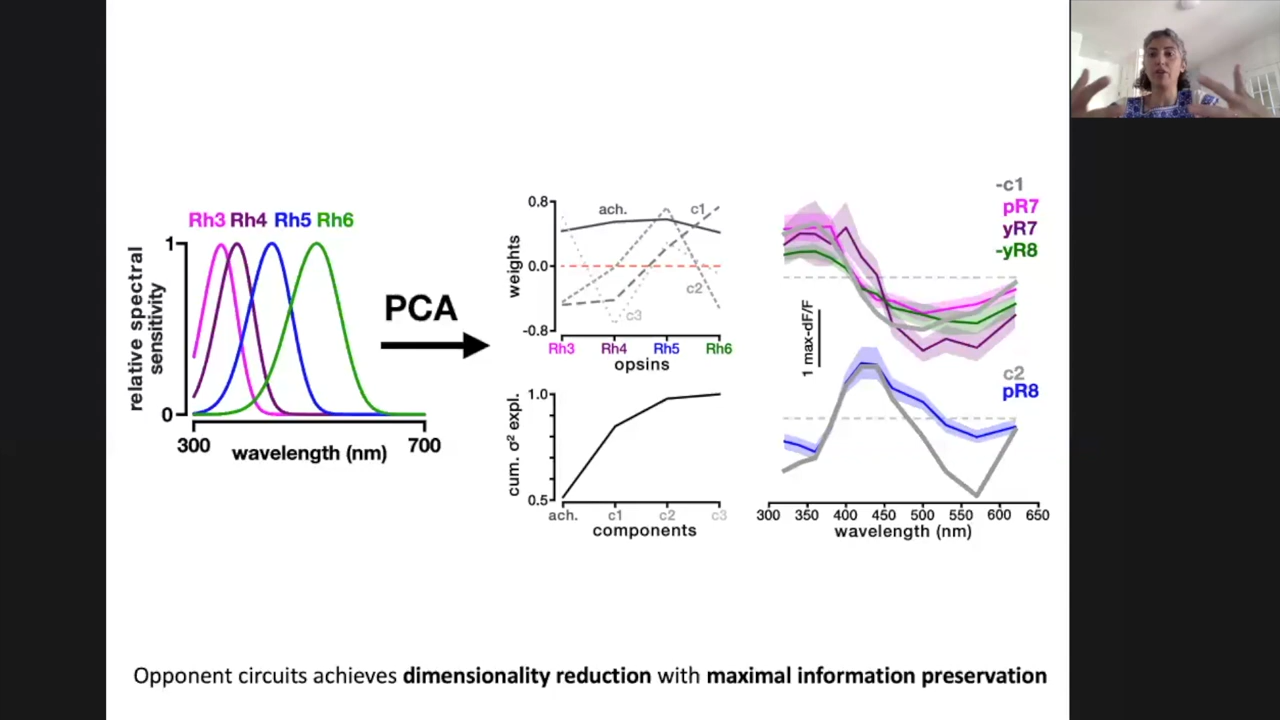 Rh3 Rh4 Rh5 Rh6
relative spectral
sensitivity
1
0
300
700
wavelength (nm)
PCA
weights
0.8
0.0
-0.8
ach.
c1
c2
c3
Rh3 Rh4 Rh5 Rh6
opsins
cum. σ² expl.
1.0
0.5
ach. c1 c2 c3
components
-c1
pR7
yR7
-yR8
1 max-dF/F
c2
pR8
300 350 400 450 500 550 600 650
wavelength (nm)
Opponent circuits achieves dimensionality reduction with maximal information preservation